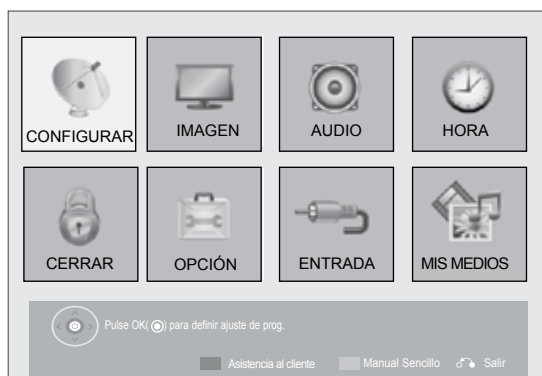 CONFIGURAR IMAGEN AUDIO HORA
CERRAR OPCIÓN ENTRADA MIS MEDIOS
Pulse OK( ) para definir ajuste de prog.
Asistencia al cliente Manual Sencillo Salir